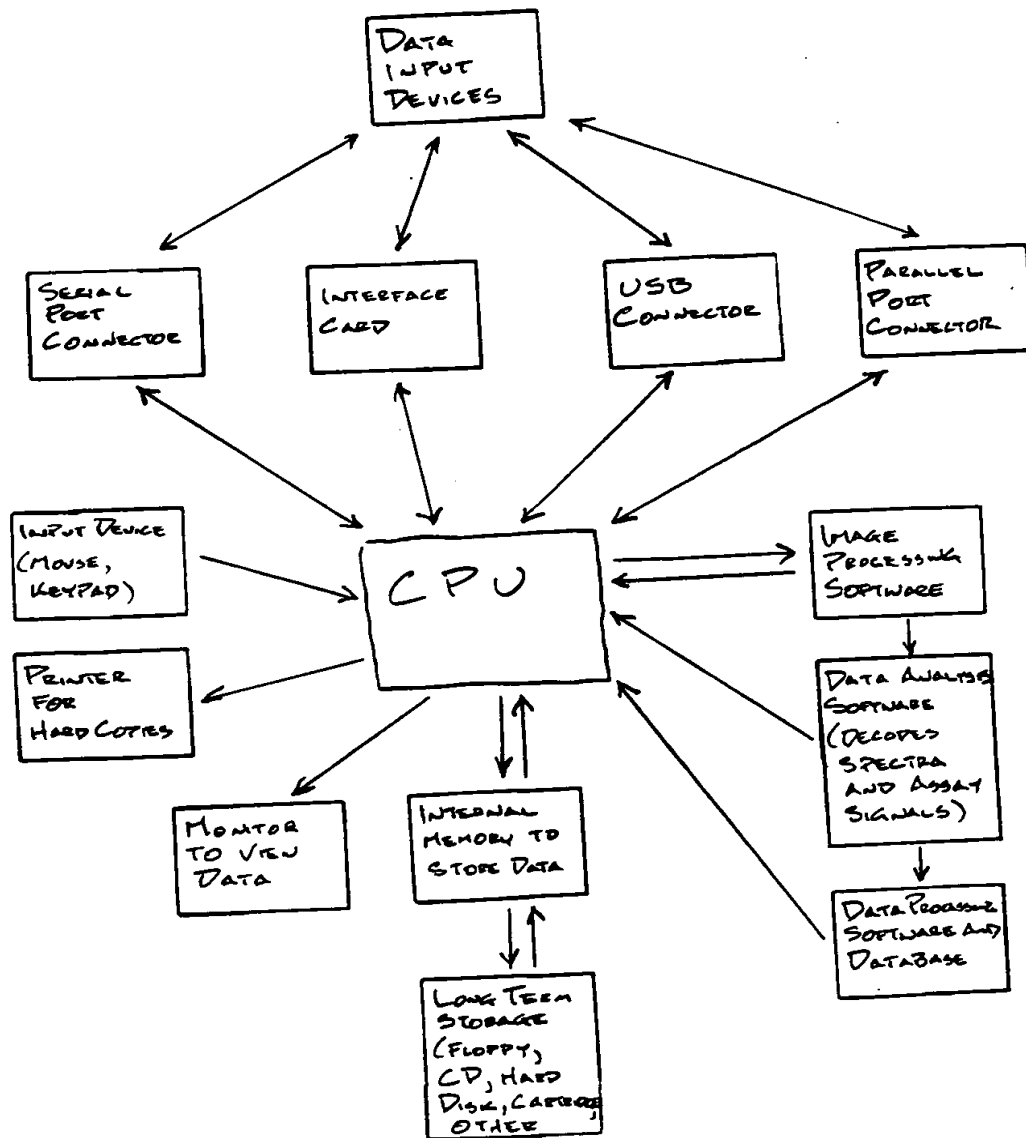 DATA
INPUT
DEVICES
SERIAL
PORT
CONNECTOR
INTERFACE
CARD
USB
CONNECTOR
PARALLEL
PORT
CONNECTOR
INPUT DEVICE
(MOUSE,
KEYPAD)
CPU
IMAGE
PROCESSING
SOFTWARE
PRINTER
FOR
HARD COPIES
DATA ANALYSIS
SOFTWARE
(DECODES
SPECTRA
AND ASSAY
SIGNALS)
MONITOR
TO VIEW
DATA
INTERNAL
MEMORY TO
STORE DATA
DATA PROCESSING
SOFTWARE AND
DATABASE
LONG TERM
STORAGE
(FLOPPY,
CD, HARD
DISK, CARTRIDGE,
OTHER